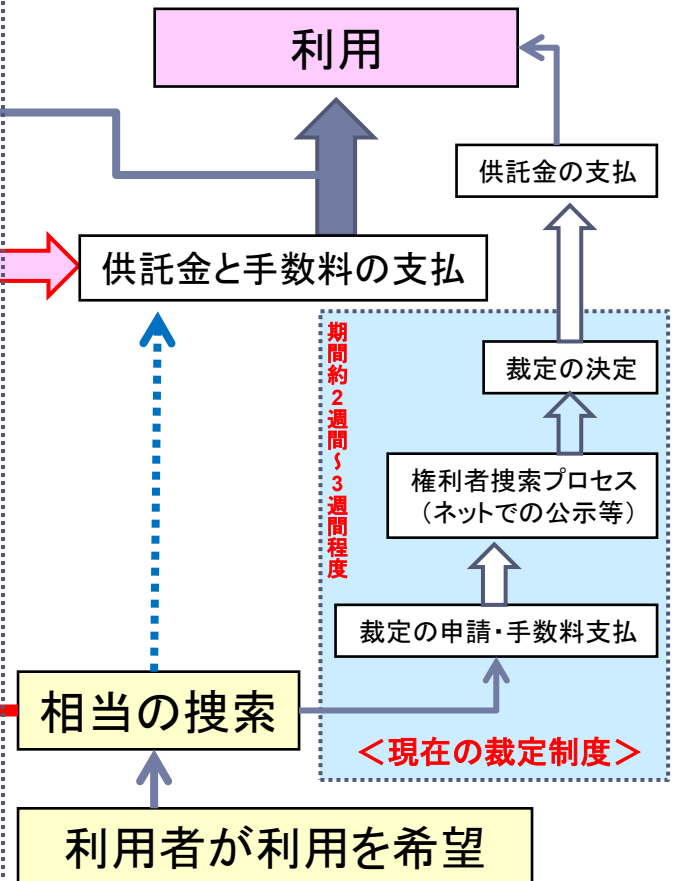 利用
供託金の支払
供託金と手数料の支払
期間約2週間~3週間程度
裁定の決定
権利者捜索プロセス
(ネットでの公示等)
裁定の申請・手数料支払
相当の捜索
<現在の裁定制度>
利用者が利用を希望